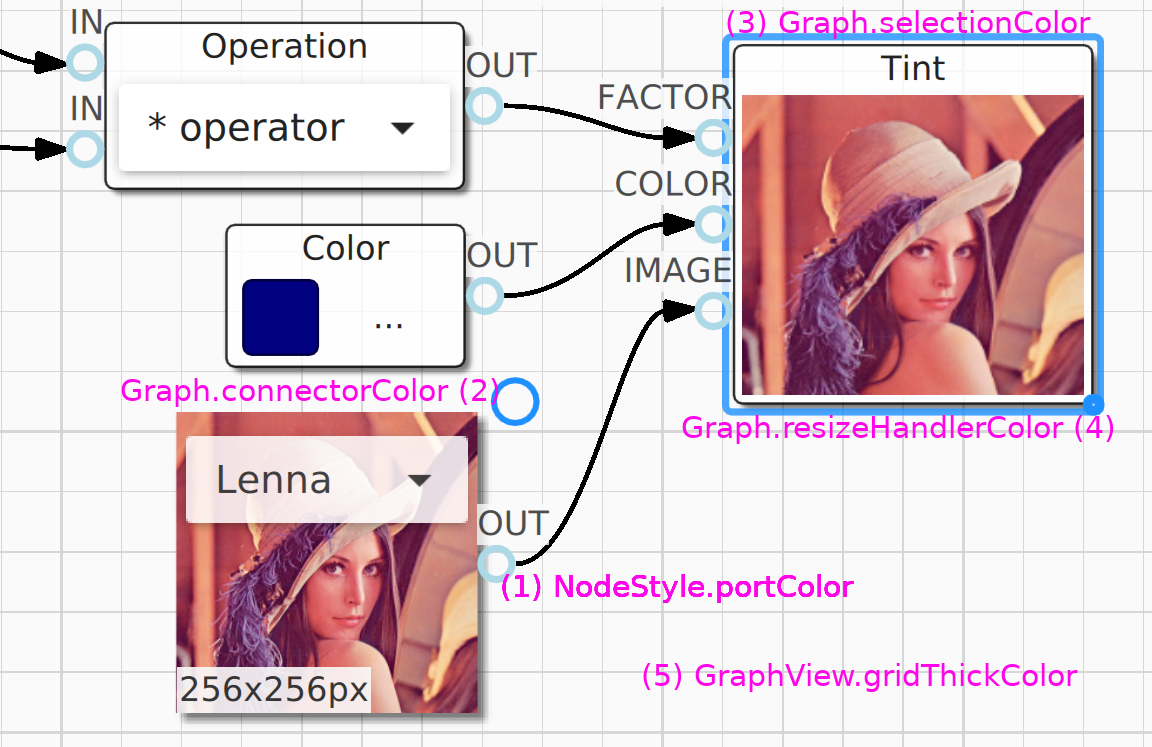 (3) Graph.selectionColor
IN
Operation
OUT
Tint
FACTOR
IN
* operator
COLOR
Color
OUT
IMAGE
...
Graph.connectorColor (2)
Graph.resizeHandlerColor (4)
Lenna
OUT
(1) NodeStyle.portColor
(5) GraphView.gridThickColor
256x256px